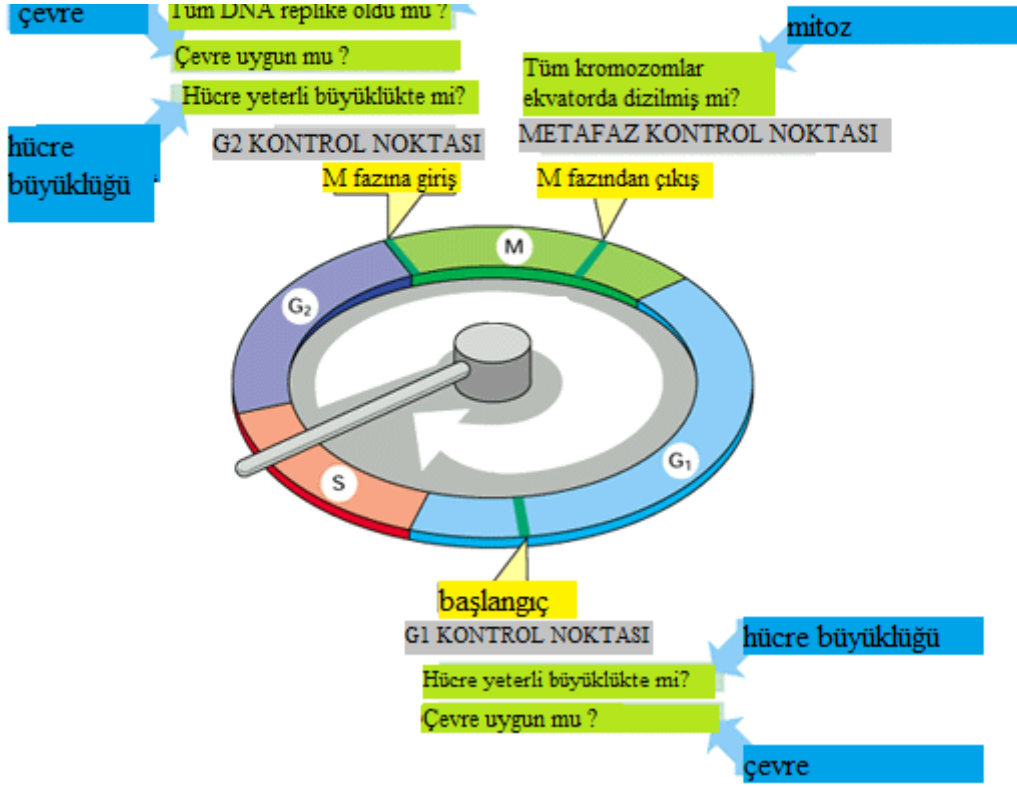 çevre
Tüm DNA replike oldu mu ?
Çevre uygun mu ?
Hücre yeterli büyüklükte mi?
hücre
büyüklüğü
G2 KONTROL NOKTASI
M fazına giriş
mitoz
Tüm kromozomlar
ekvatorda dizilmiş mi?
METAFAZ KONTROL NOKTASI
M fazından çıkış
M
G₂
S
G₁
başlangıç
G1 KONTROL NOKTASI
Hücre yeterli büyüklükte mi?
Çevre uygun mu ?
hücre büyüklüğü
çevre